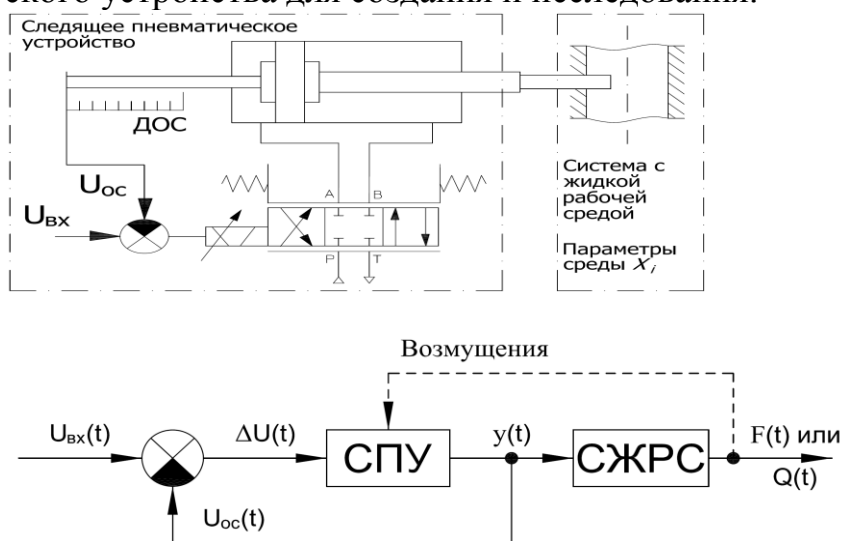 ского устройства для создания и исследования.
Следящее пневматическое
устройство
ДОС
Uос
Uвх
A B
P T
Система с
жидкой
рабочей
средой
Параметры
среды Xi
Возмущения
Uвх(t) ΔU(t) СПУ y(t) СЖРС F(t) или
Q(t)
Uос(t)